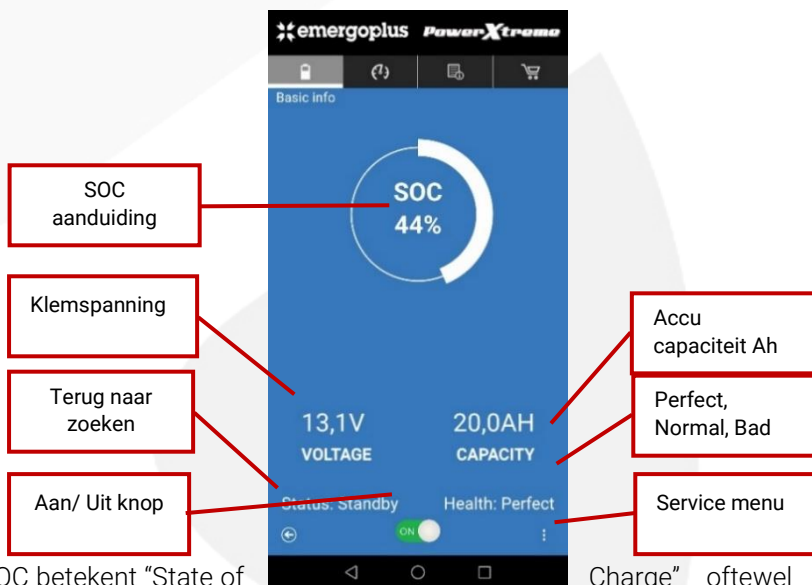 emergoplus PowerXtreme
Basic info
SOC
aanduiding
SOC
44%
Klemspanning
Accu
capaciteit Ah
Terug naar
zoeken
Perfect,
Normal, Bad
13,1V
VOLTAGE
20,0AH
CAPACITY
Aan/ Uit knop
Status: Standby
Health: Perfect
Service menu
ON
OC betekent “State of Charge” oftewel